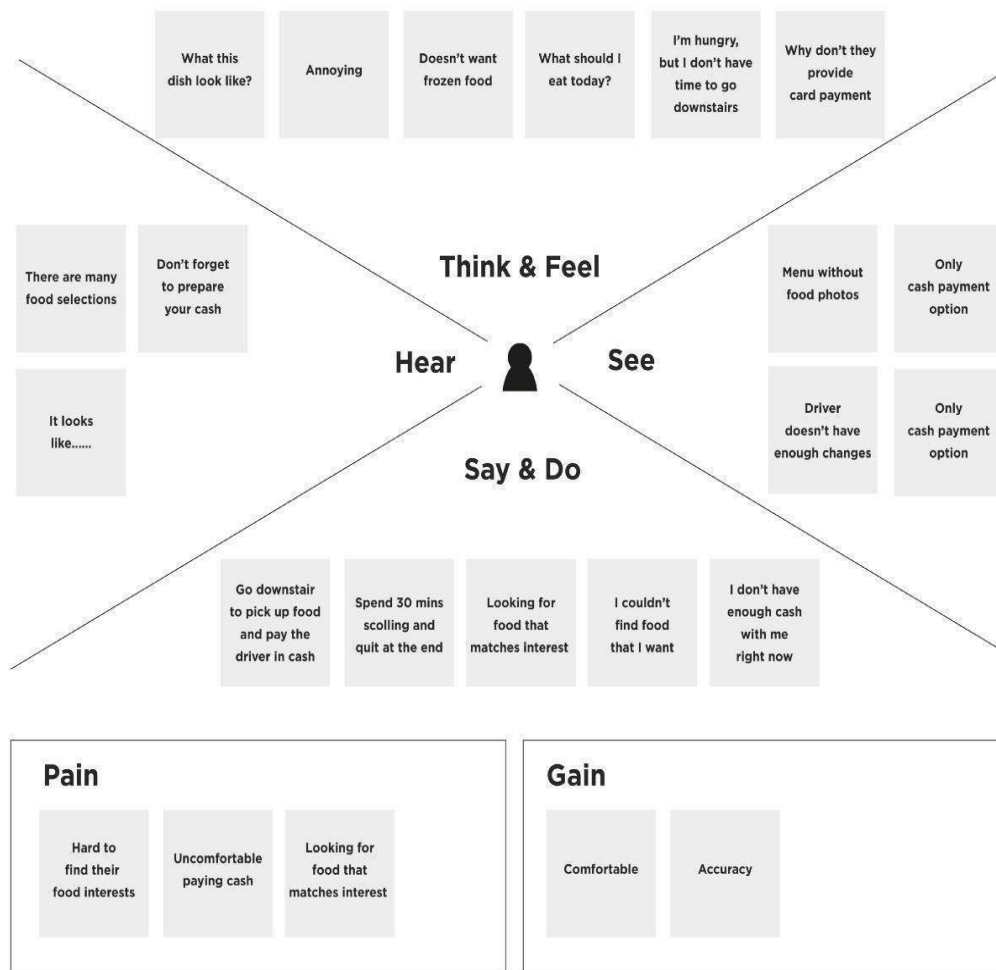 What this
dish look like?
Annoying
Doesn't want
frozen food
What should I
eat today?
I'm hungry,
but I don't have
time to go
downstairs
Why don't they
provide
card payment
Think & Feel
There are many
food selections
Don't forget
to prepare
your cash
It looks
like......
Hear
See
Menu without
food photos
Only
cash payment
option
Driver
doesn't have
enough changes
Only
cash payment
option
Say & Do
Go downstair
to pick up food
and pay the
driver in cash
Spend 30 mins
scolling and
quit at the end
Looking for
food that
matches interest
I couldn't
find food
that I want
I don't have
enough cash
with me
right now
Pain
Hard to
find their
food interests
Uncomfortable
paying cash
Looking for
food that
matches interest
Gain
Comfortable
Accuracy